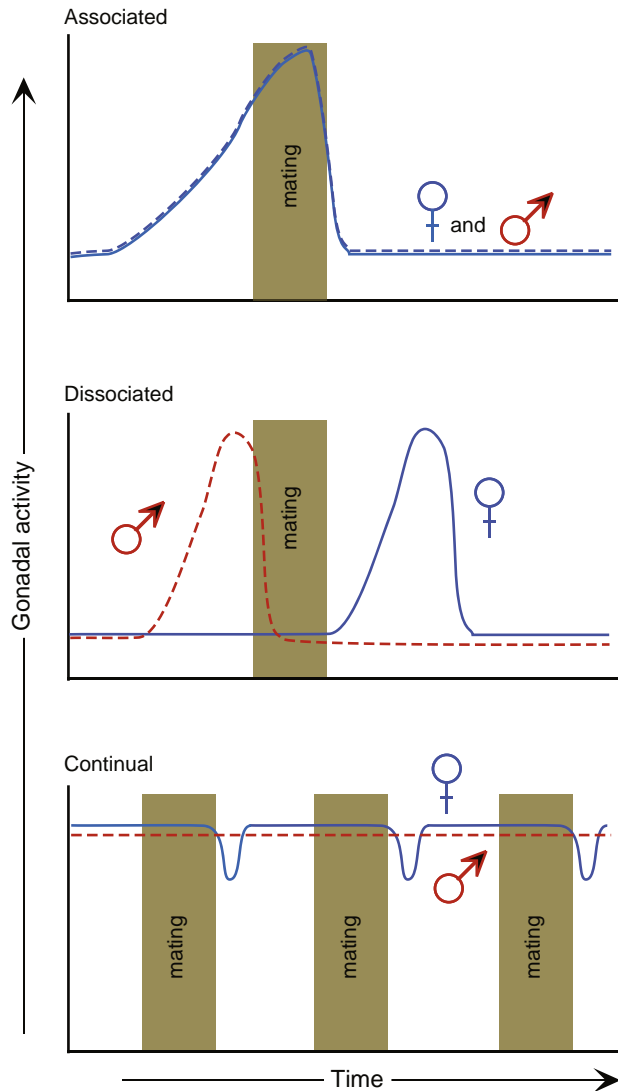 Associated
mating
and
Dissociated
mating
Gonadal activity
Continual
mating
mating
mating
Time